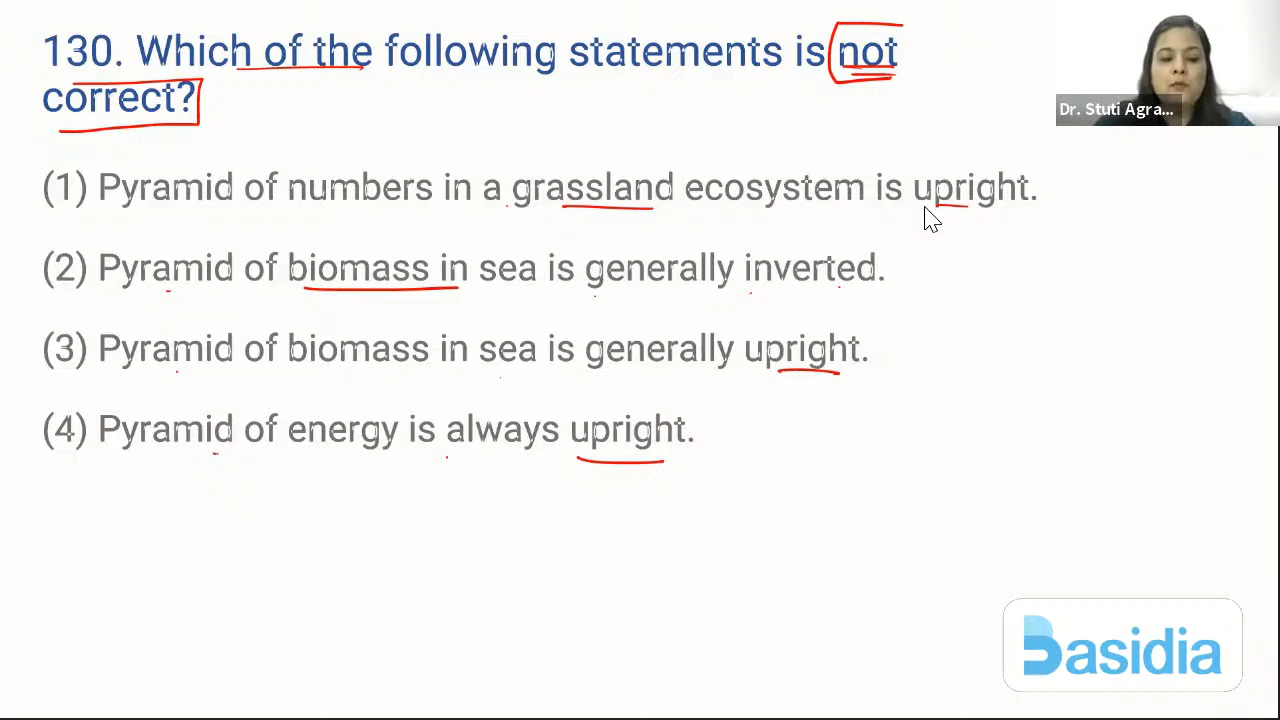 130. Which of the following statements is not
correct?
Dr. Stuti Agra...
(1) Pyramid of numbers in a grassland ecosystem is upright.
(2) Pyramid of biomass in sea is generally inverted.
(3) Pyramid of biomass in sea is generally upright.
(4) Pyramid of energy is always upright.
Basidia